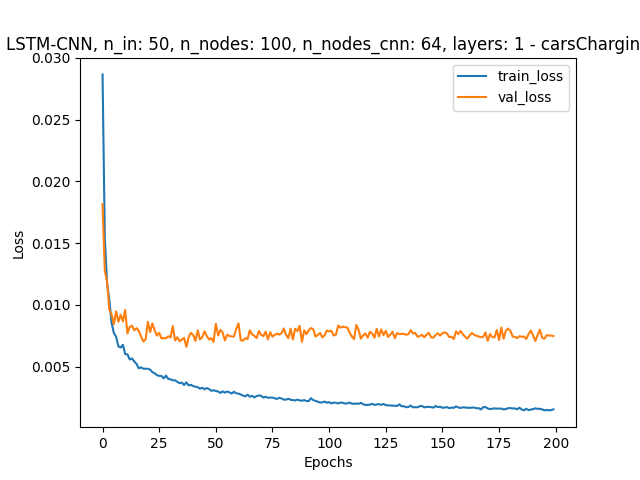 LSTM-CNN, n_in: 50, n_nodes: 100, n_nodes_cnn: 64, layers: 1 - carsChargin
train_loss
val_loss
0.030
0.025
0.020
0.015
0.010
0.005
Loss
0 25 50 75 100 125 150 175 200
Epochs